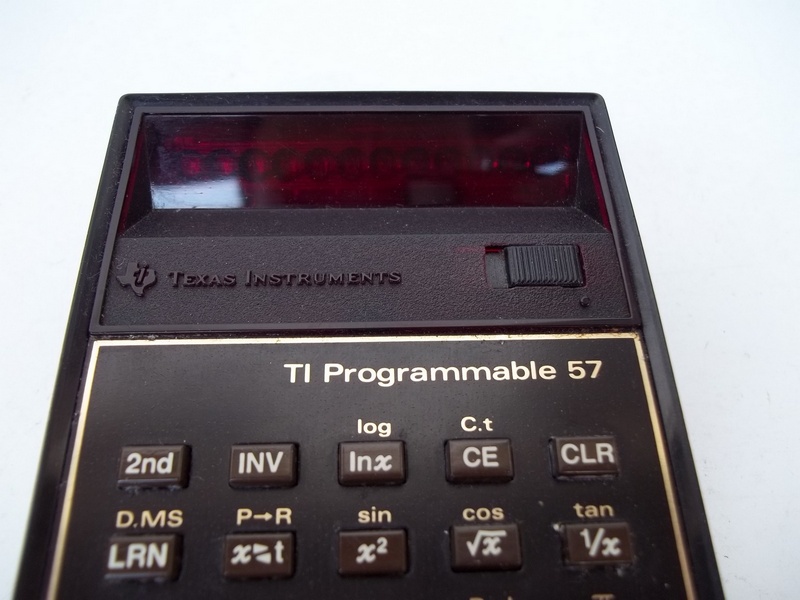 TEXAS INSTRUMENTS
TI Programmable 57
log C.t
2nd INV lnx CE CLR
D.MS P→R sin cos tan
LRN x⇄t x² √x 1/x